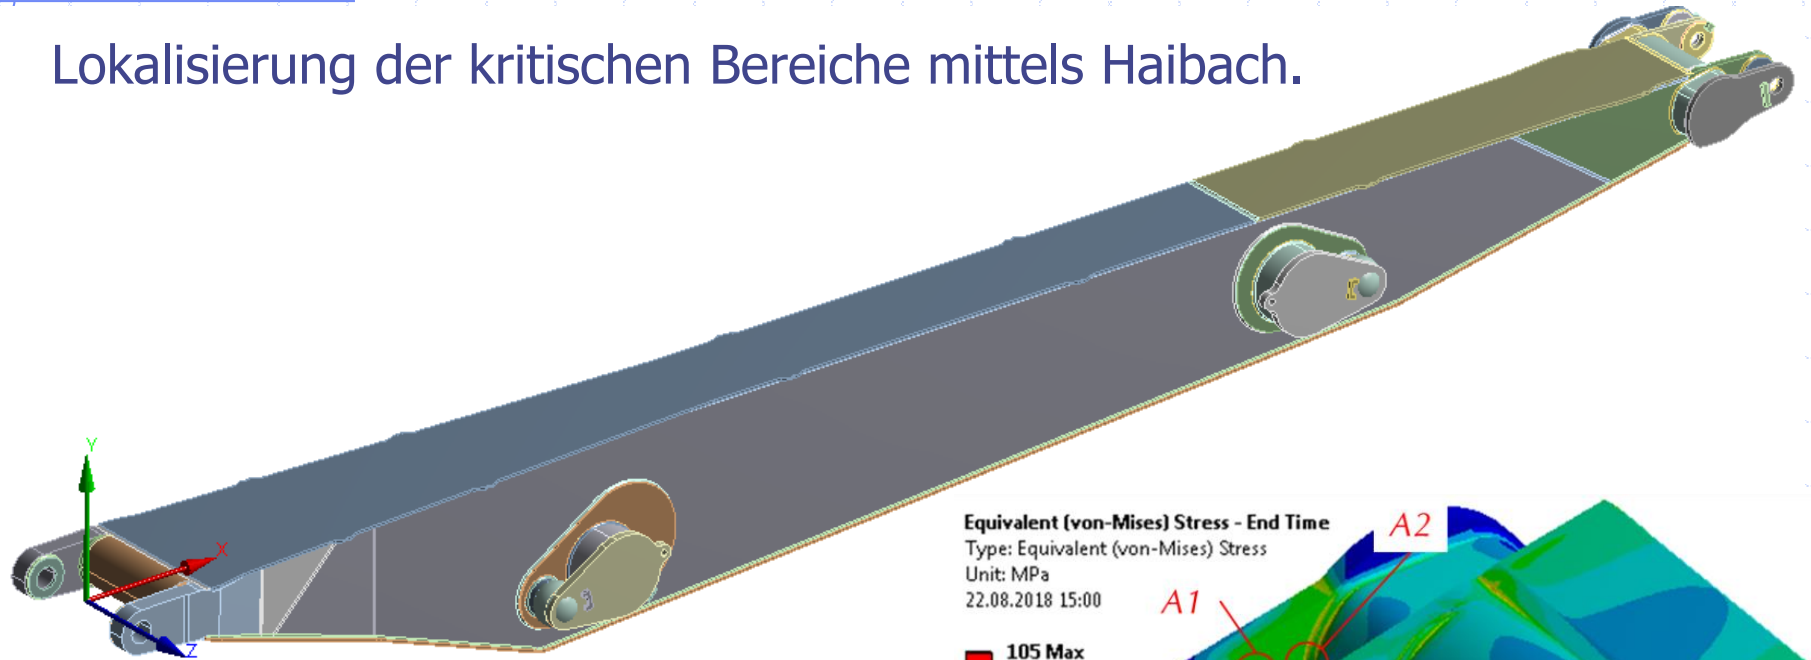 Lokalisierung der kritischen Bereiche mittels Haibach.
Y
X
Z
Equivalent (von-Mises) Stress - End Time
Type: Equivalent (von-Mises) Stress
Unit: MPa
22.08.2018 15:00
A2
A1
105 Max